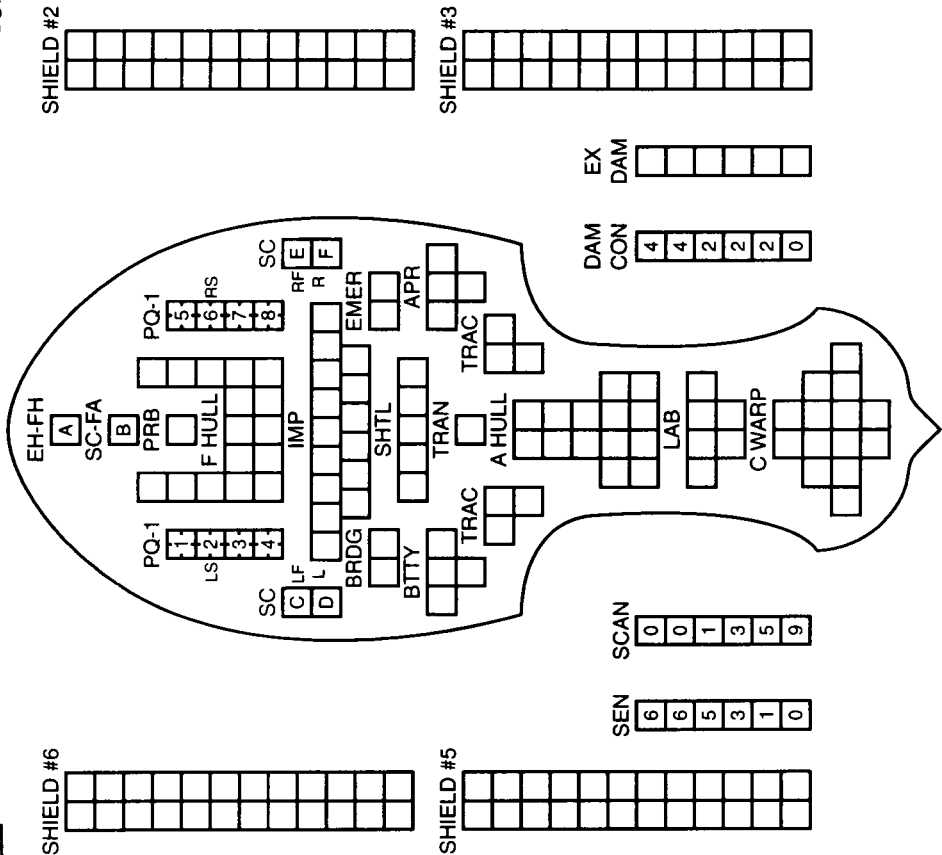 SHIELD #6
EH-FH
A
SC-FA
B
SHIELD #2
PQ-1
1
LS 2
3
4
PRB
PQ-1
5
6 RS
7
8
F HULL
SC
C LF
D L
IMP
SC
RF E
R F
BRDG
SHTL
EMER
BTTY
TRAN
APR
SHIELD #5
TRAC
A HULL
TRAC
SHIELD #3
SEN
6
6
5
3
1
0
SCAN
0
0
1
3
5
9
LAB
C WARP
DAM
CON
4
4
2
2
2
0
EX
DAM